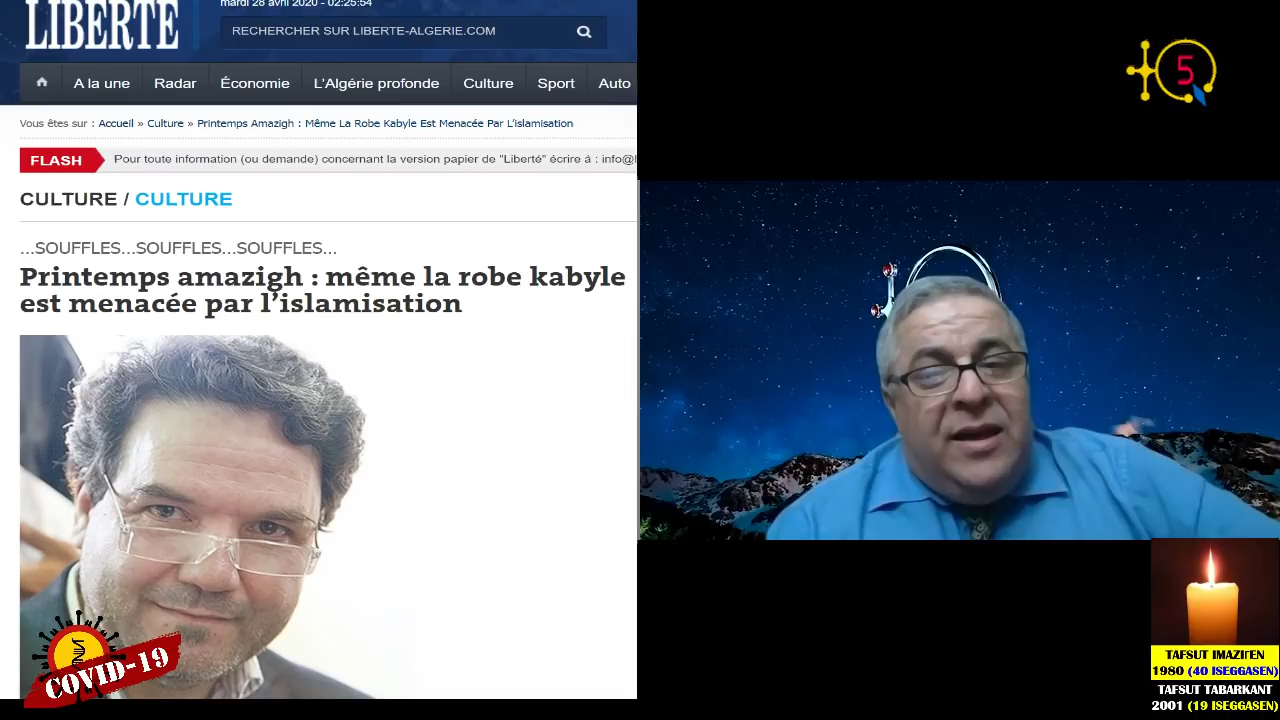 LIBERTE
mardi 28 avril 2020 - 02:25:54
RECHERCHER SUR LIBERTE-ALGERIE.COM
A la une Radar Économie L'Algérie profonde Culture Sport Auto
Vous êtes sur : Accueil » Culture » Printemps Amazigh : Même La Robe Kabyle Est Menacée Par L'islamisation
FLASH Pour toute information (ou demande) concernant la version papier de "Liberté" écrire á : info@
CULTURE / CULTURE
...SOUFFLES...SOUFFLES...SOUFFLES...
Printemps amazigh : même la robe kabyle
est menacée par l'islamisation
COVID-19
5
TAFSUT IMAZIƔEN
1980 (40 ISEGGASEN)
TAFSUT TABARKANT
2001 (19 ISEGGASEN)